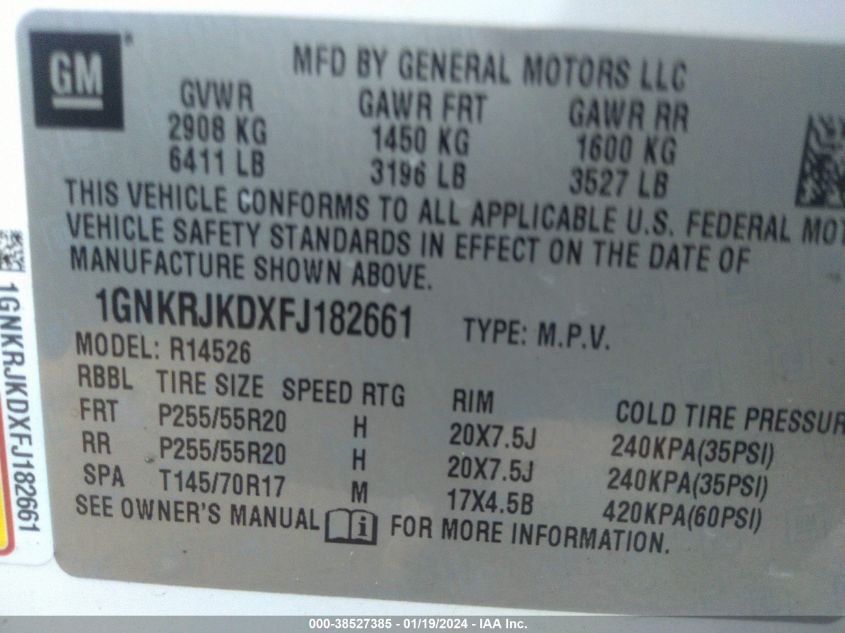 GM
MFD BY GENERAL MOTORS LLC
GVWR GAWR FRT GAWR RR
2908 KG 1450 KG 1600 KG
6411 LB 3196 LB 3527 LB
THIS VEHICLE CONFORMS TO ALL APPLICABLE U.S. FEDERAL MOT
VEHICLE SAFETY STANDARDS IN EFFECT ON THE DATE OF
MANUFACTURE SHOWN ABOVE.
1GNKRJKDXFJ182661 TYPE: M.P.V.
MODEL: R14526
RBBL TIRE SIZE SPEED RTG RIM COLD TIRE PRESSUR
FRT P255/55R20 H 20X7.5J 240KPA(35PSI)
RR P255/55R20 H 20X7.5J 240KPA(35PSI)
SPA T145/70R17 M 17X4.5B 420KPA(60PSI)
SEE OWNER'S MANUAL i FOR MORE INFORMATION.
1GNKRJKDXFJ182661
000-38527385 - 01/19/2024 - IAA Inc.